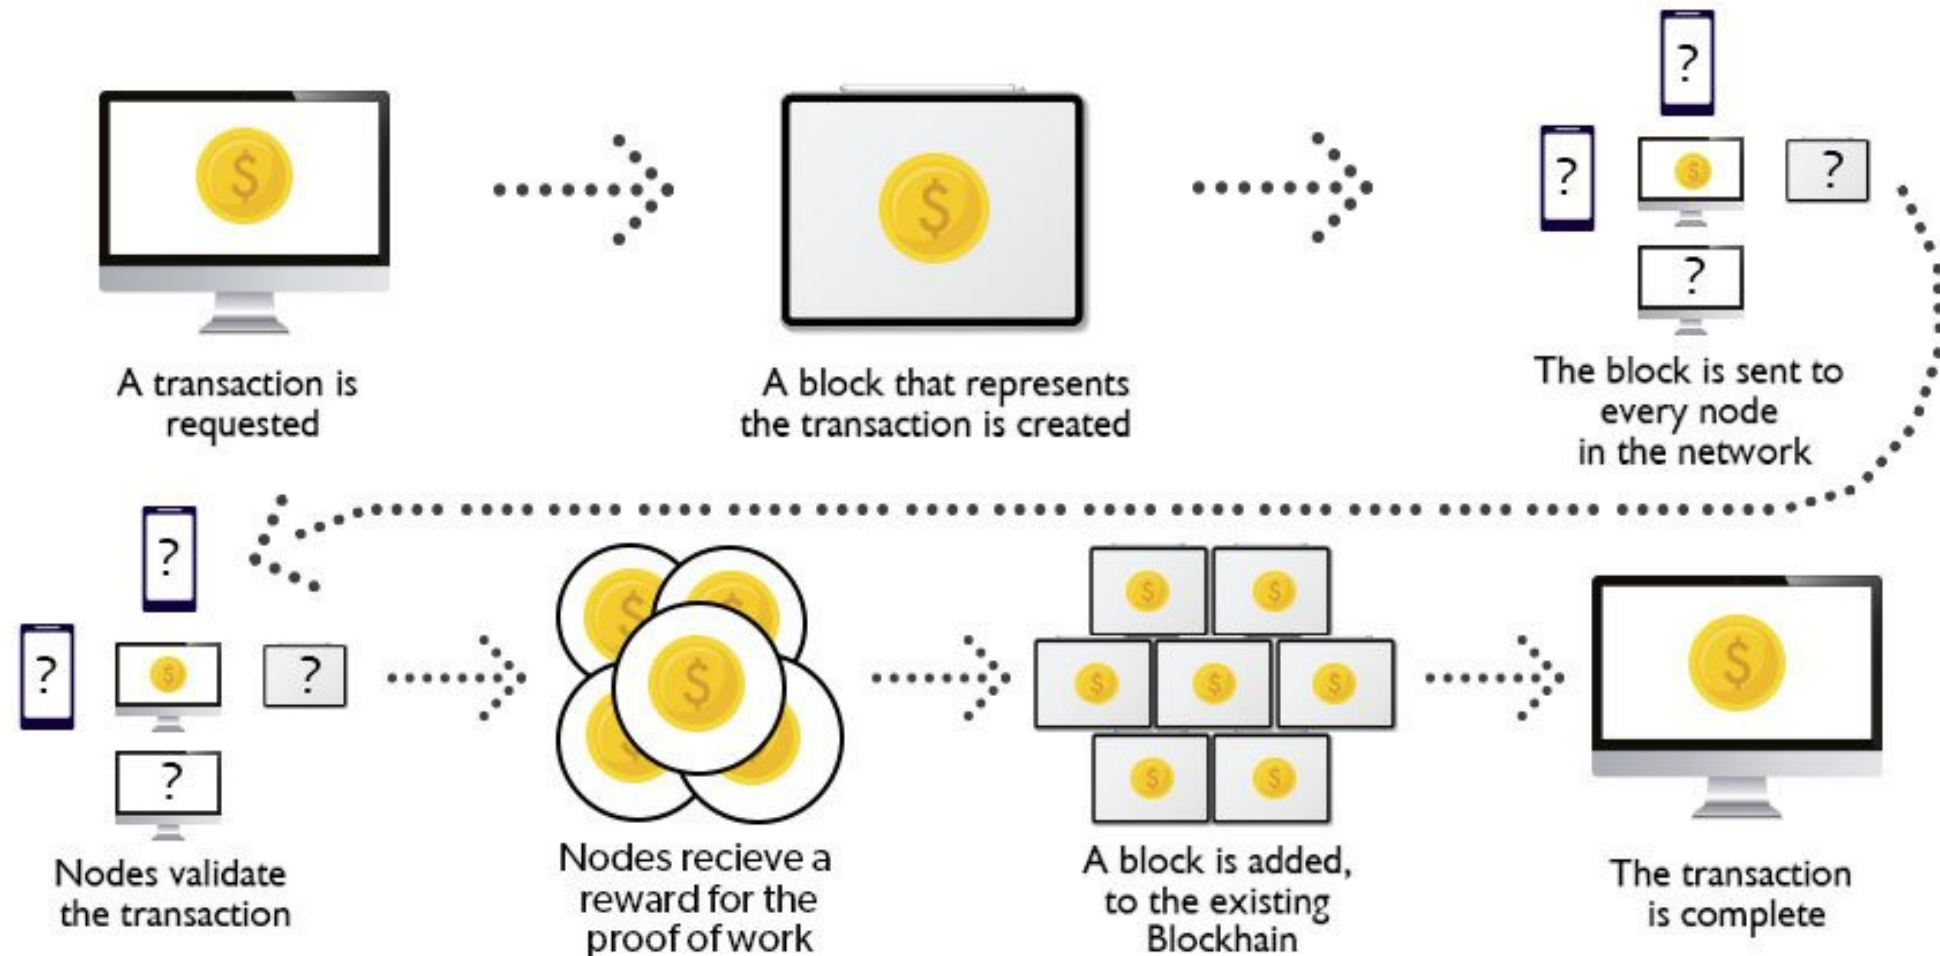 $
A transaction is
requested
$
A block that represents
the transaction is created
?
?
$
?
?
The block is sent to
every node
in the network
?
?
$
?
?
Nodes validate
the transaction
$
$
$
$
Nodes recieve a
reward for the
proof of work
$
$
$
$
$
$
$
A block is added,
to the existing
Blockhain
$
The transaction
is complete